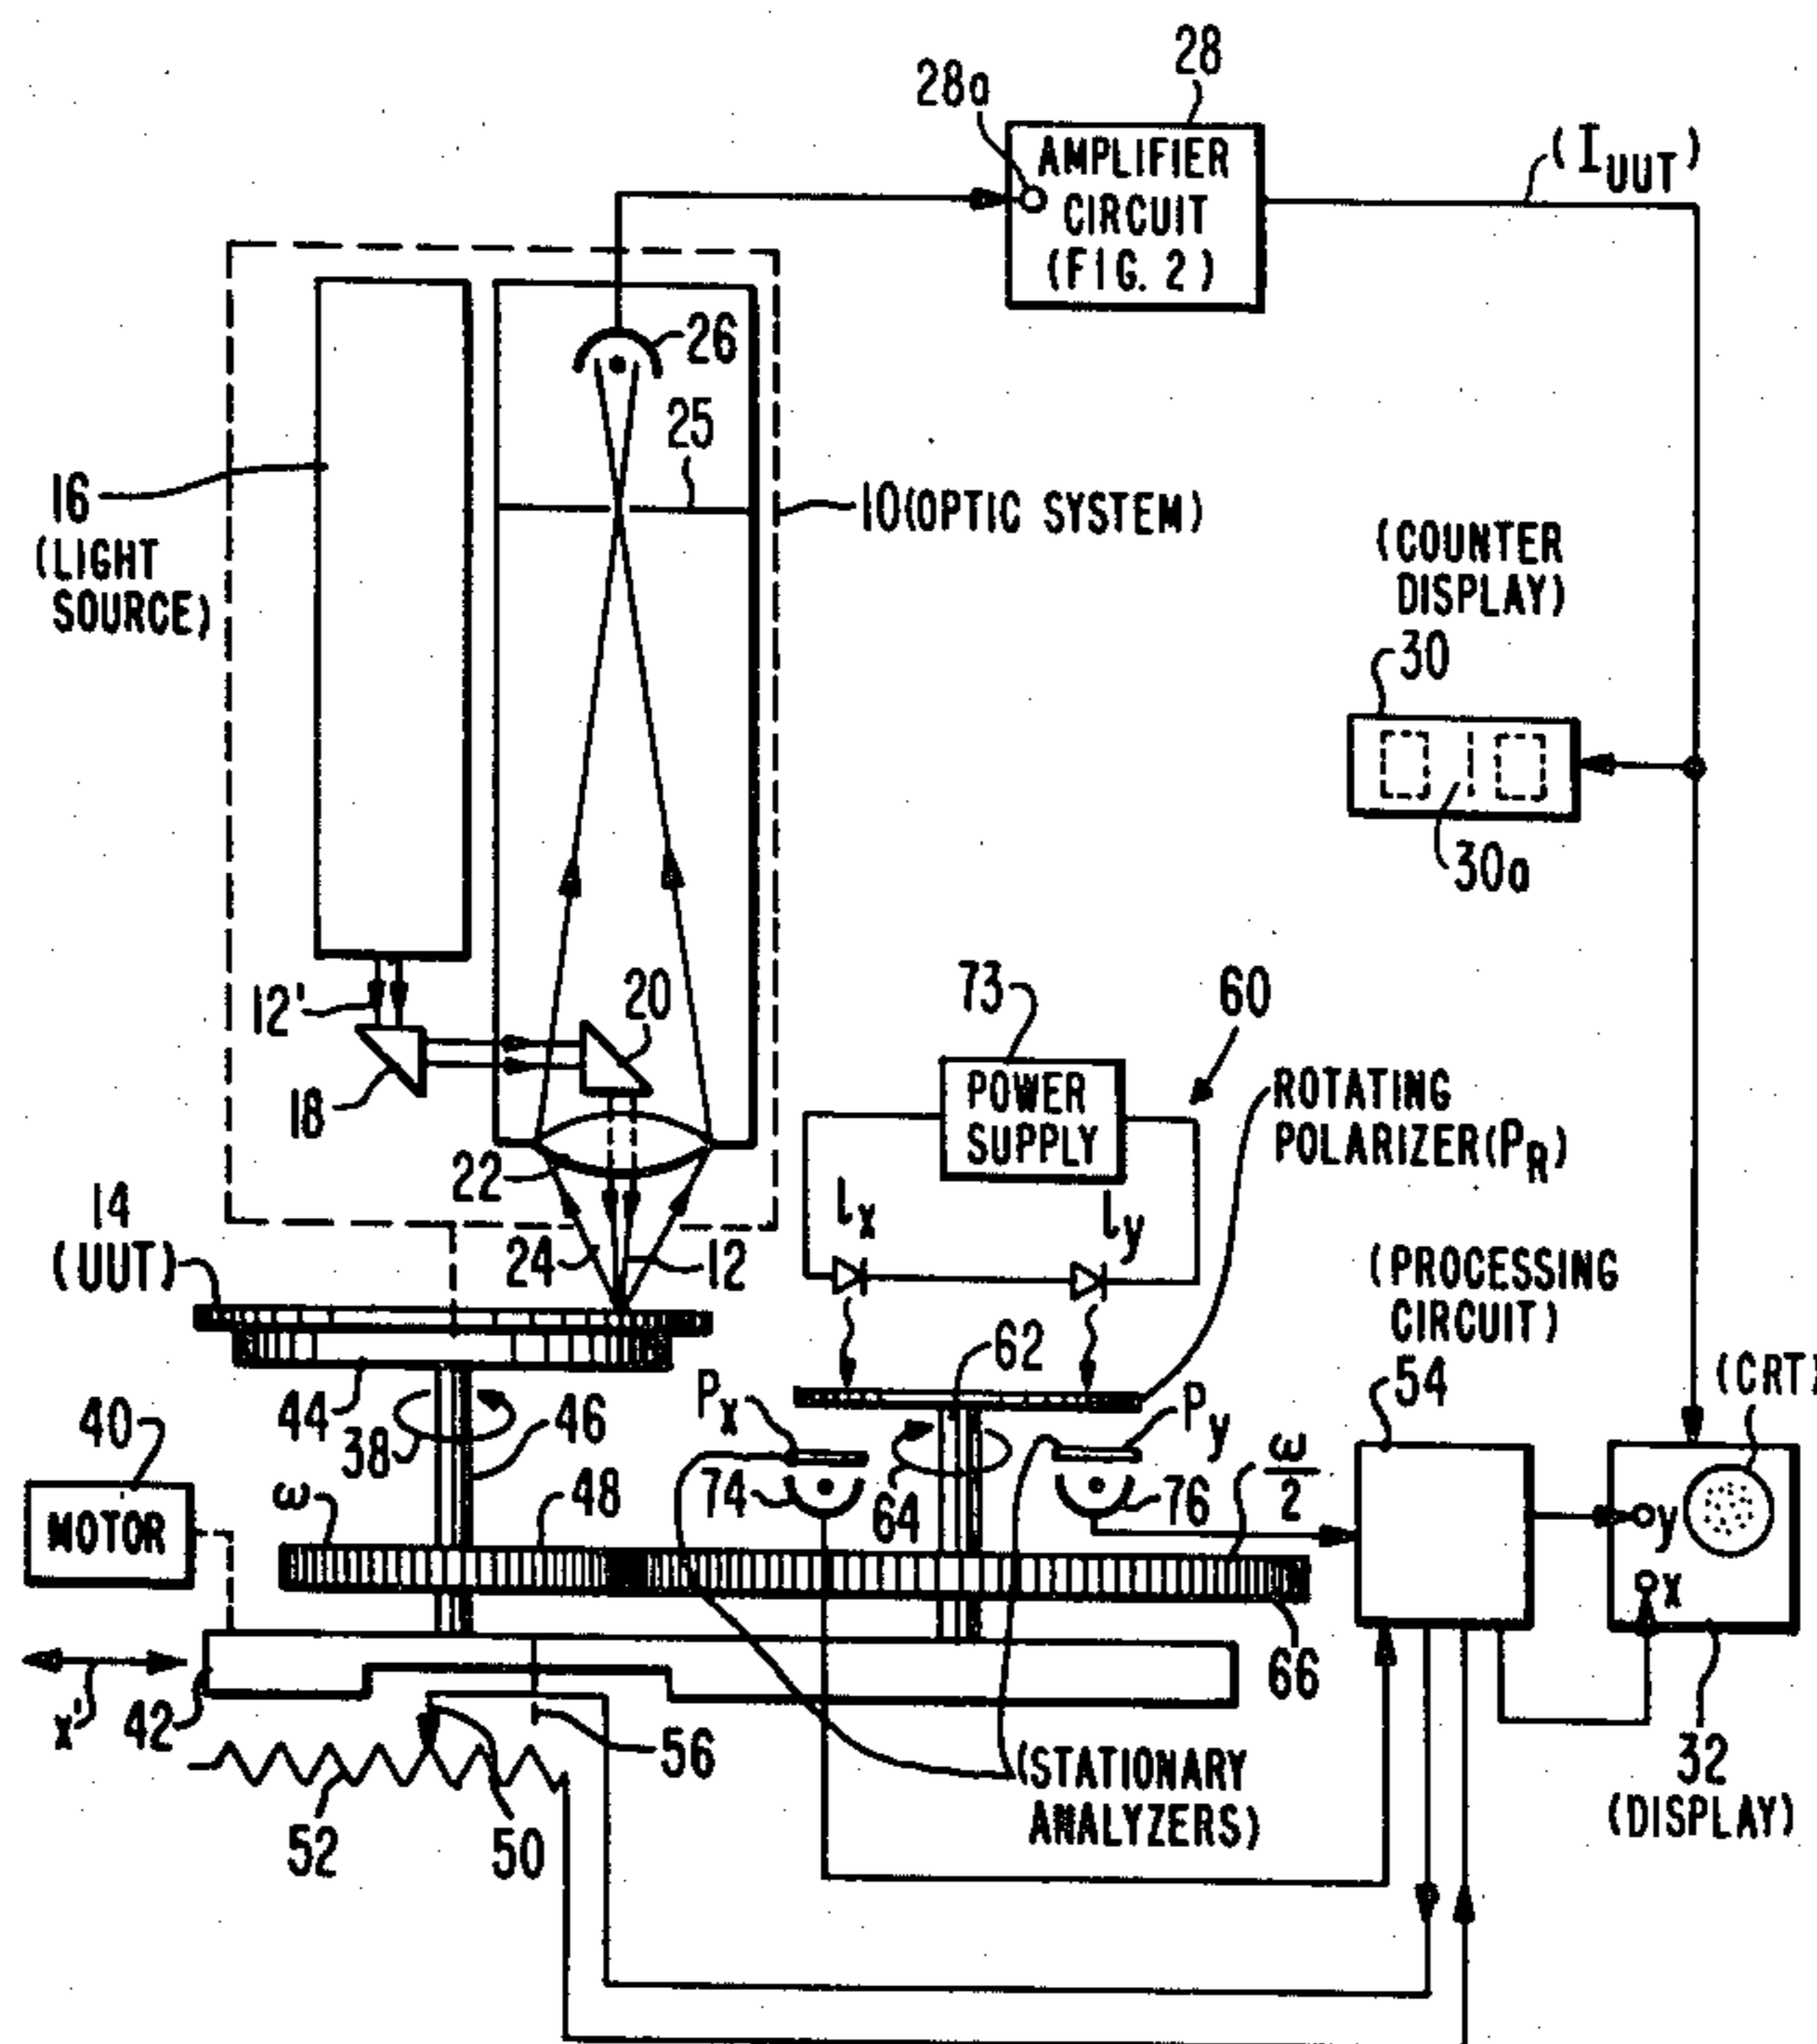 28
28a
AMPLIFIER
CIRCUIT
(FIG. 2)
(I_UUT)
26
25
16
(LIGHT
SOURCE)
10 (OPTIC SYSTEM)
(COUNTER
DISPLAY)
30
30a
12'
18
20
22
24
12
73
POWER
SUPPLY
60
ROTATING
POLARIZER (P_R)
l_x
l_y
14
(UUT)
(PROCESSING
CIRCUIT)
54
(CRT)
62
44
38
46
P_x
P_y
40
MOTOR
ω
48
74
64
76
ω/2
y
x
66
x'
42
56
52
50
(STATIONARY
ANALYZERS)
32
(DISPLAY)